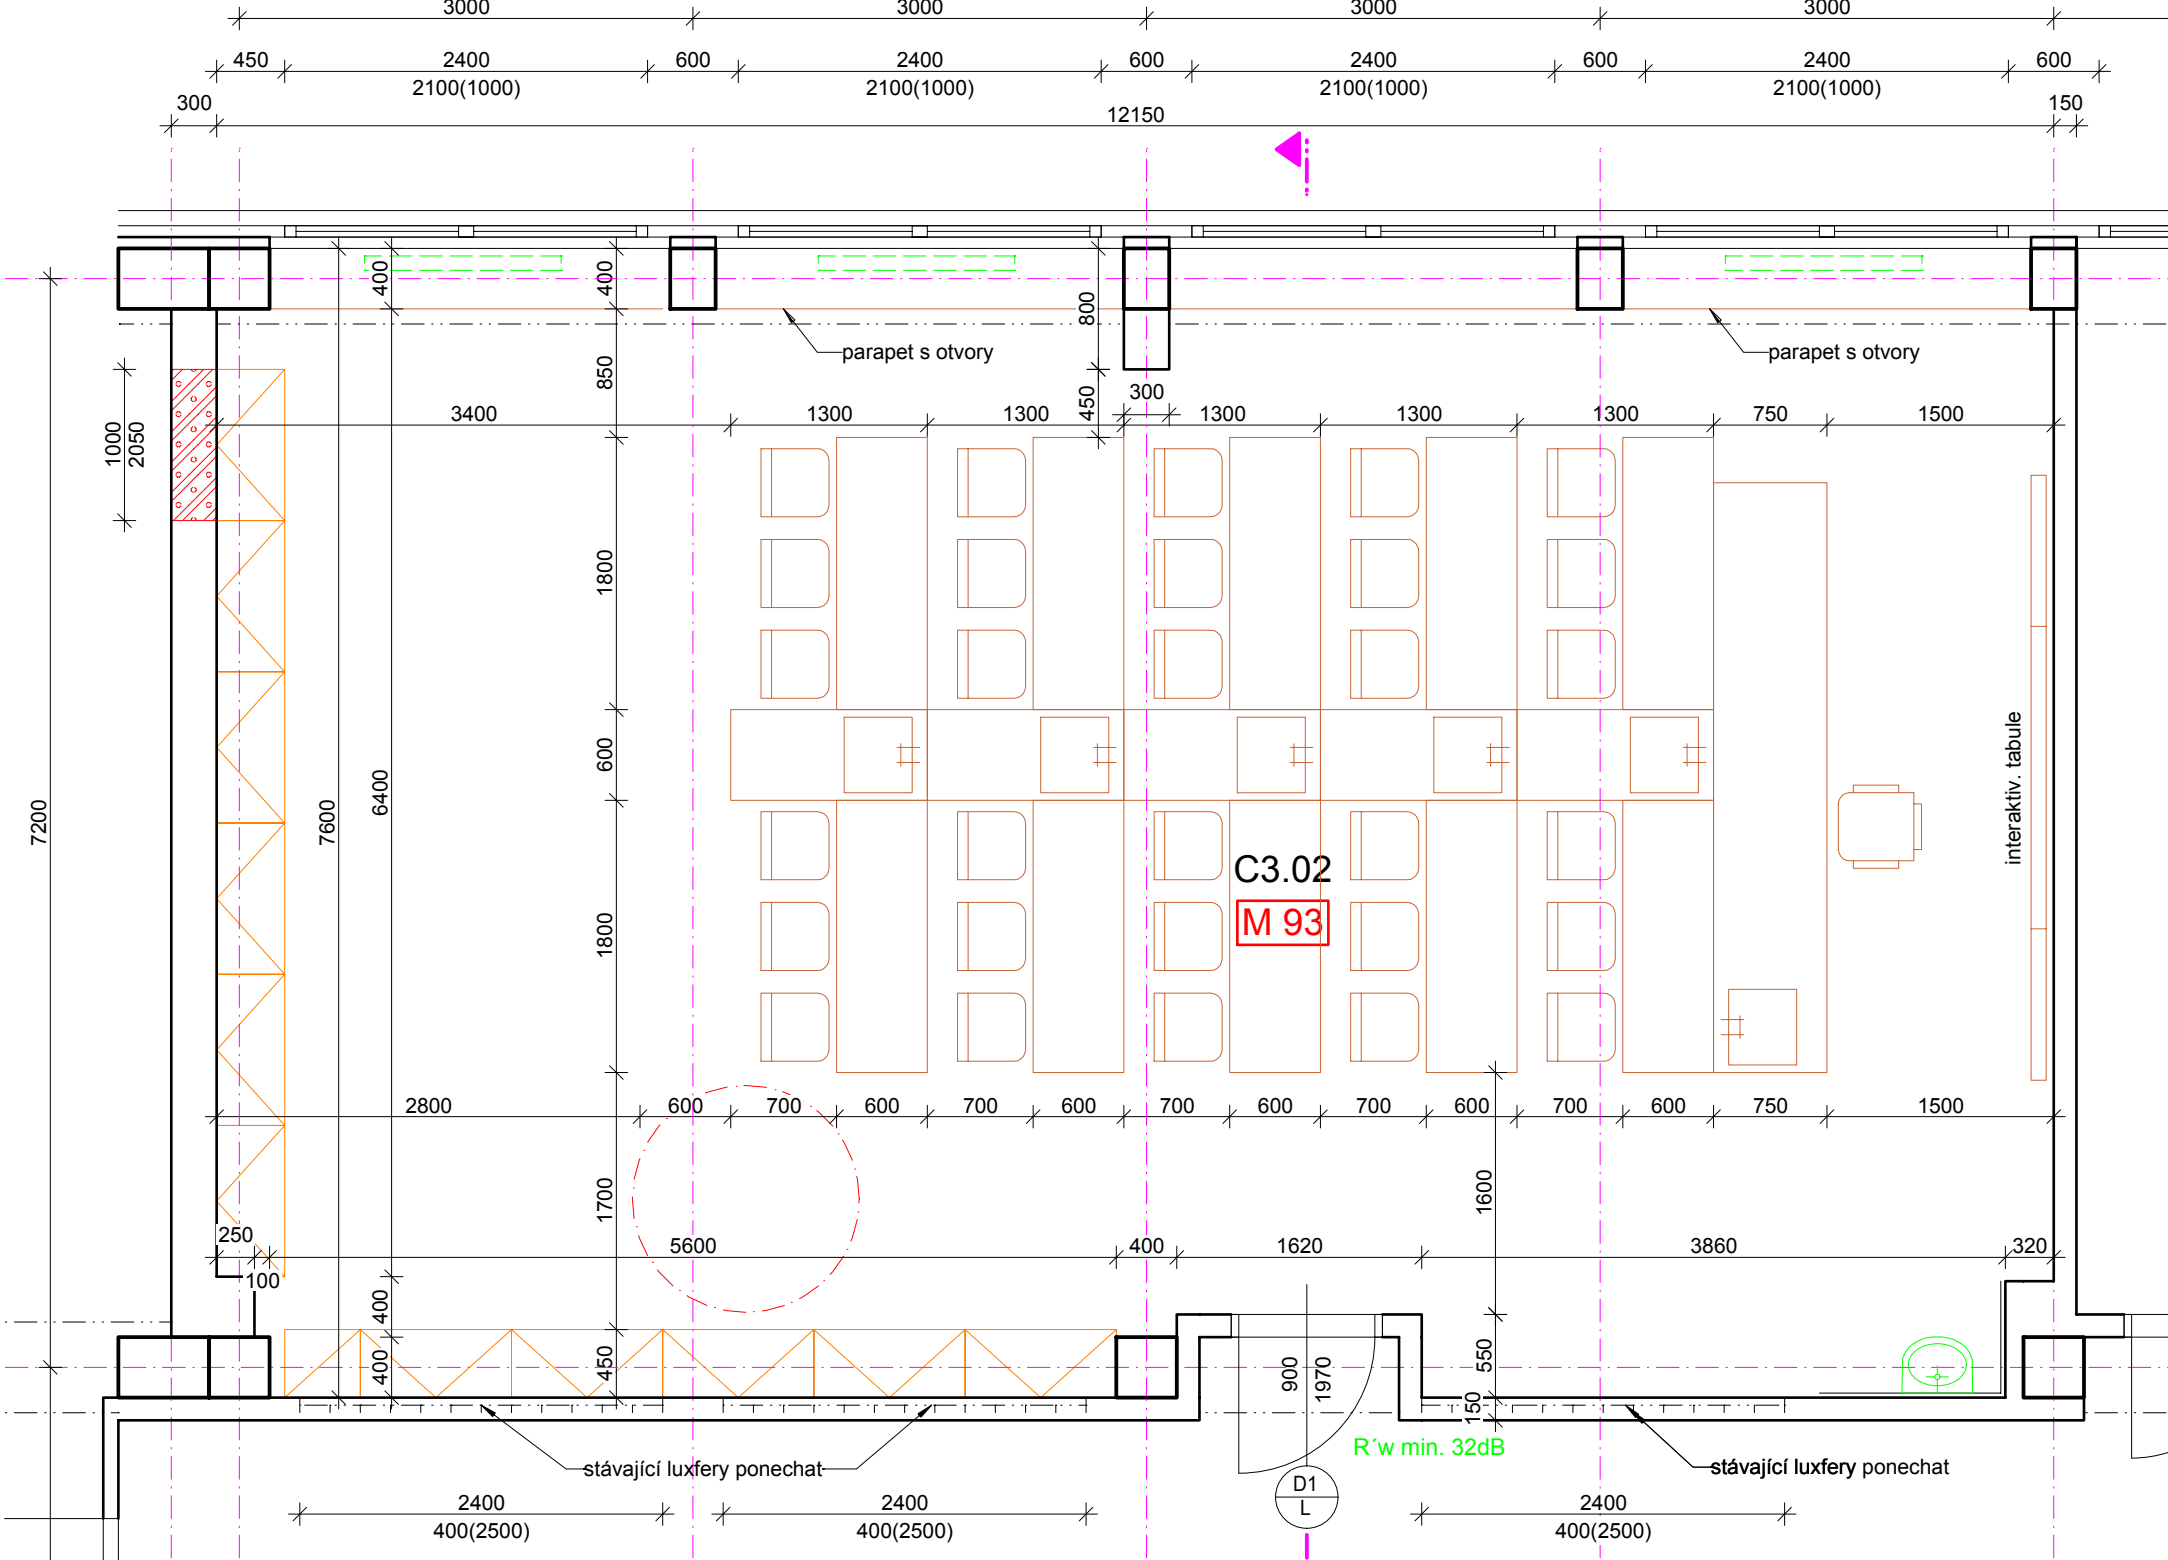 3000 3000 3000 3000
450 2400 600 2400 600 2400 600 2400 600
2100(1000) 2100(1000) 2100(1000) 2100(1000)
300 12150 150
400 400 800
parapet s otvory parapet s otvory
850 450 300
1000 2050
3400 1300 1300 1300 1300 1300 750 1500
1800
600
7200 7600 6400
interaktiv. tabule
C3.02
M 93
1800
2800 600 700 600 700 600 700 600 700 600 700 600 750 1500
1700 1600
250 5600 400 1620 3860 320
100
400 400 450 900 1970 550 150
R´w min. 32dB
stávající luxfery ponechat stávající luxfery ponechat
D1
L
2400 2400 2400
400(2500) 400(2500) 400(2500)